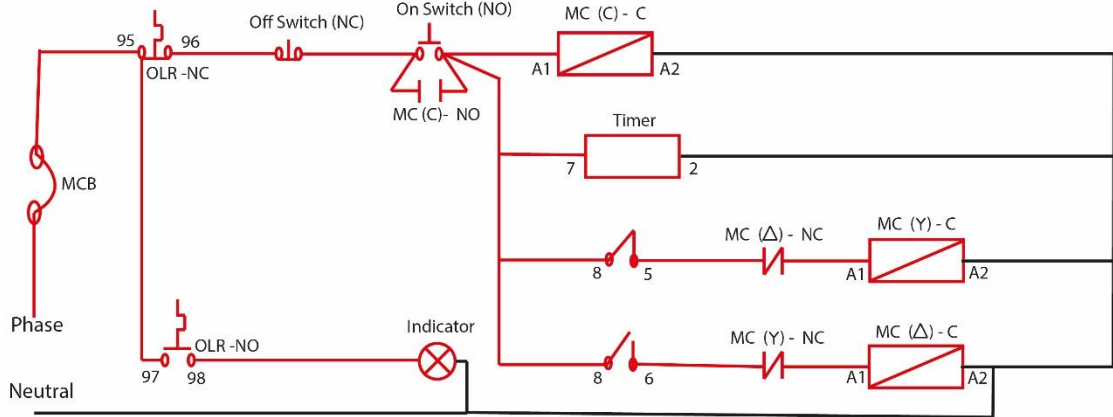 Off Switch (NC)
On Switch (NO)
MC (C) - C
95
96
OLR -NC
A1
A2
MC (C)- NO
Timer
7
2
MCB
MC (△) - NC
MC (Y) - C
8
5
A1
A2
Phase
OLR -NO
Indicator
MC (Y) - NC
MC (△) - C
97
98
8
6
A1
A2
Neutral